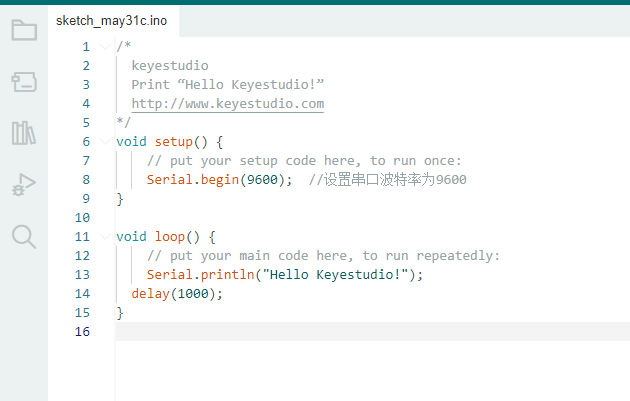 sketch_may31c.ino
1 /*
2 keyestudio
3 Print “Hello Keyestudio!”
4 http://www.keyestudio.com
5 */
6 void setup() {
7 // put your setup code here, to run once:
8 Serial.begin(9600);  //设置串口波特率为9600
9 }
10
11 void loop() {
12 // put your main code here, to run repeatedly:
13 Serial.println("Hello Keyestudio!");
14 delay(1000);
15 }
16